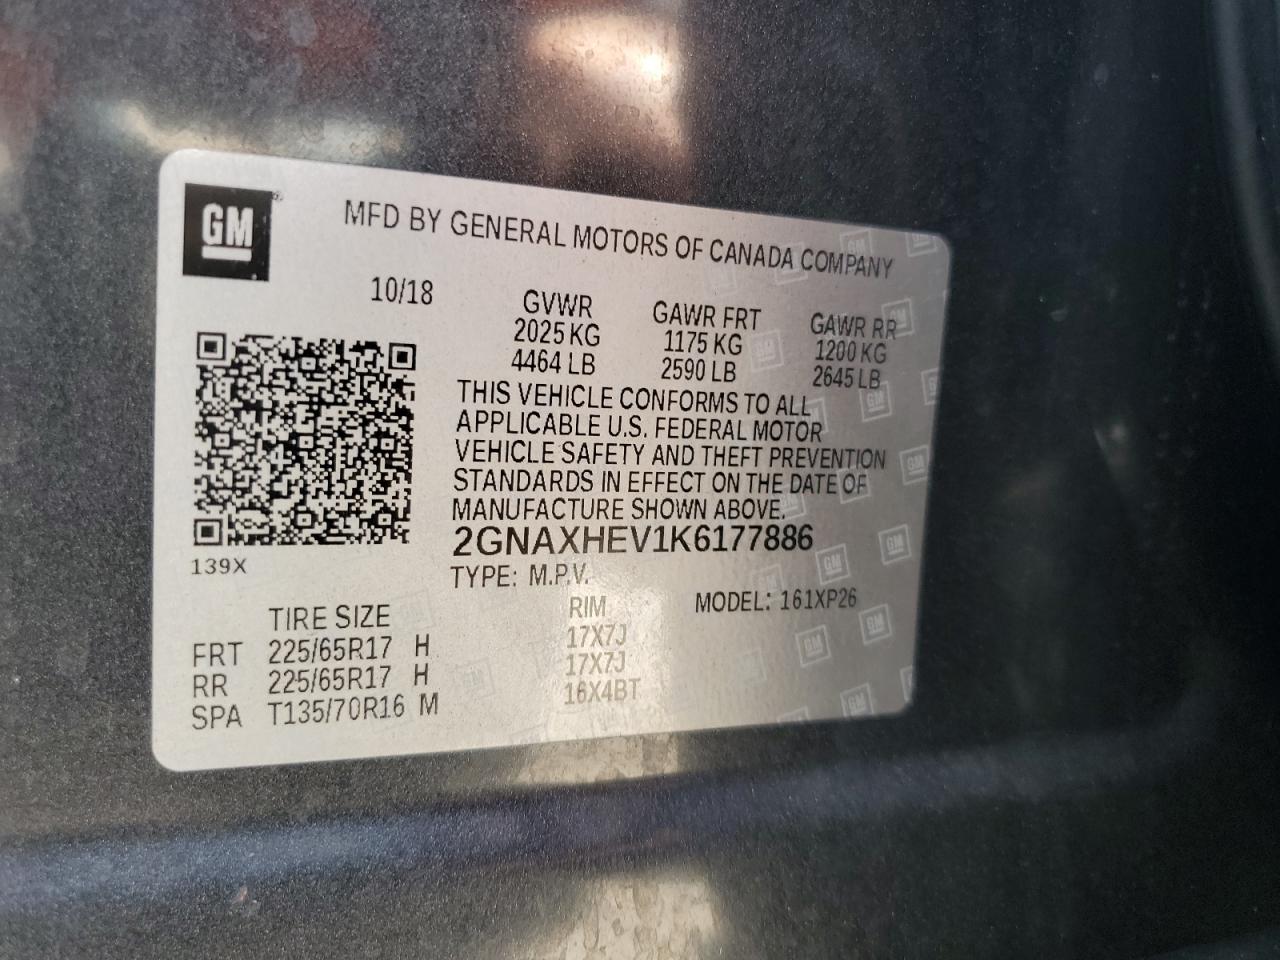 GM
MFD BY GENERAL MOTORS OF CANADA COMPANY
10/18
GVWR GAWR FRT GAWR RR
2025 KG 1175 KG 1200 KG
4464 LB 2590 LB 2645 LB
THIS VEHICLE CONFORMS TO ALL
APPLICABLE U.S. FEDERAL MOTOR
VEHICLE SAFETY AND THEFT PREVENTION
STANDARDS IN EFFECT ON THE DATE OF
MANUFACTURE SHOWN ABOVE.
2GNAXHEV1K6177886
139X
TYPE: M.P.V. MODEL: 161XP26
TIRE SIZE RIM
FRT 225/65R17 H 17X7J
RR 225/65R17 H 17X7J
SPA T135/70R16 M 16X4BT